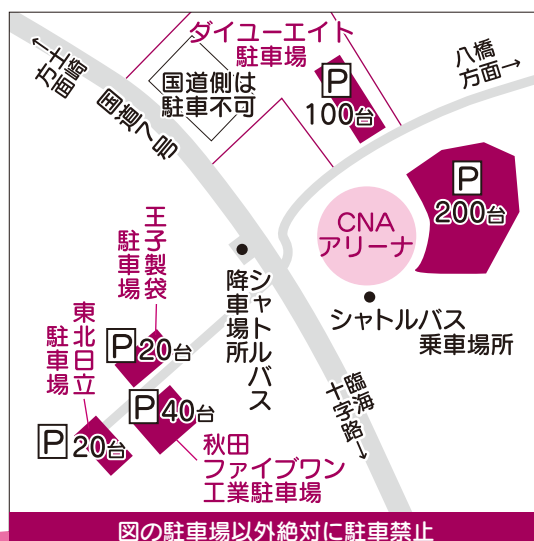 ダイユーエイト
駐車場
国道側は
駐車不可
P
100台
↑土崎
方面
国道7号
八橋
方面→
P
200台
CNA
アリーナ
王子製袋
駐車場
P 20台
シャトルバス
降車場所
シャトルバス
乗車場所
東北日立
駐車場
P 40台
P 20台
秋田
ファイブワン
工業駐車場
臨海
十字路→
図の駐車場以外絶対に駐車禁止